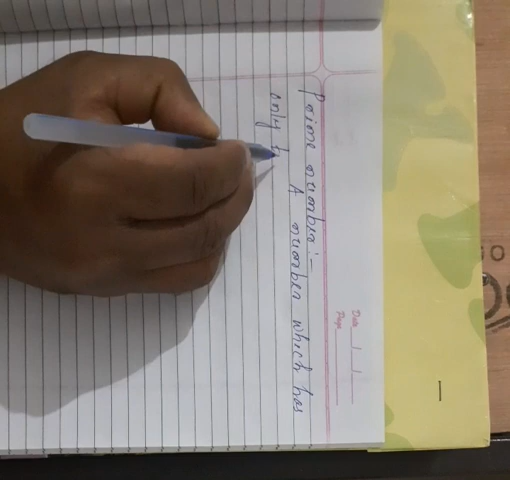 Date / /
Page
Prime number :-
A number which has
only